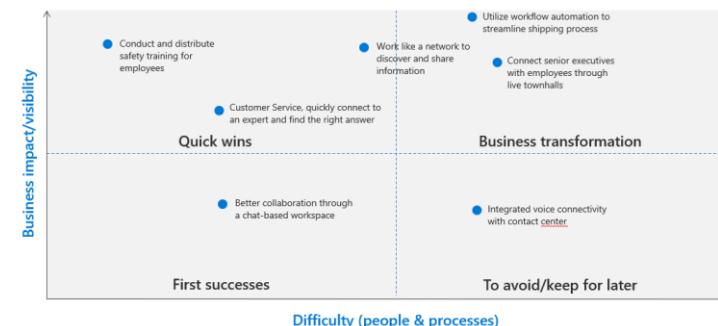 Utilize workflow automation to
streamline shipping process
Conduct and distribute
safety training for
employees
Work like a network to
discover and share
information
Connect senior executives
with employees through
live townhalls
Customer Service, quickly connect to
an expert and find the right answer
Quick wins
Business transformation
Business impact/visibility
Better collaboration through
a chat-based workspace
Integrated voice connectivity
with contact center
First successes
To avoid/keep for later
Difficulty (people & processes)